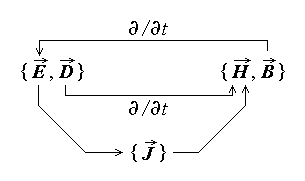 ∂/∂t
{E⃗, D⃗} {H⃗, B⃗}
∂/∂t
{J⃗}